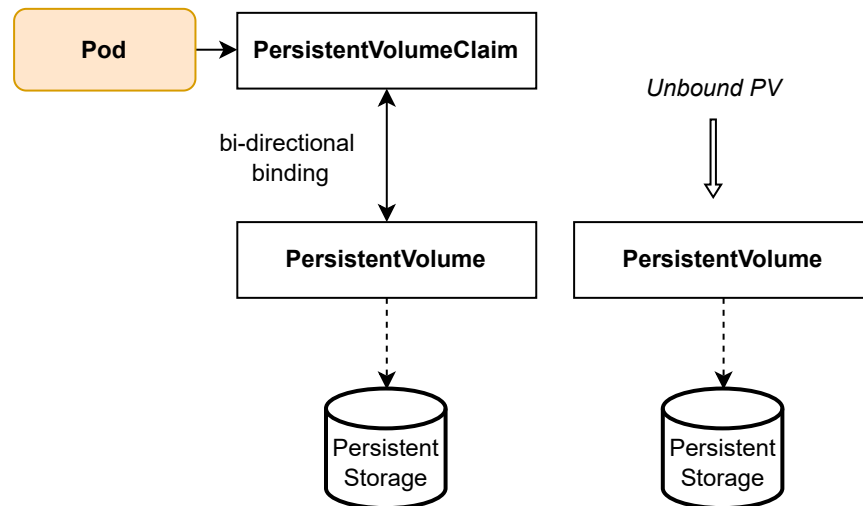 Pod
PersistentVolumeClaim
Unbound PV
bi-directional
binding
PersistentVolume
PersistentVolume
Persistent
Storage
Persistent
Storage